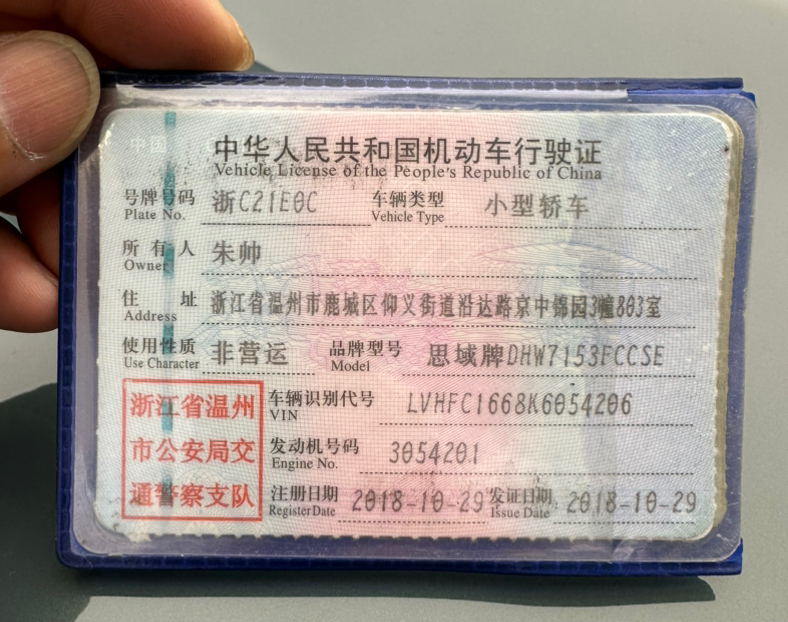 中国
中华人民共和国机动车行驶证
Vehicle License of the People's Republic of China
号牌号码 浙C21E0C 车辆类型 小型轿车
Plate No. Vehicle Type
所有人 朱帅
Owner
住址 浙江省温州市鹿城区仰义街道沿达路京中锦园3幢803室
Address
使用性质 非营运 品牌型号 思域牌DHW7153FCCSE
Use Character Model
浙江省温州 车辆识别代号 LVHFC1668K6054206
VIN
市公安局交 发动机号码 3054201
Engine No.
通警察支队 注册日期 2018-10-29 发证日期 2018-10-29
Register Date Issue Date